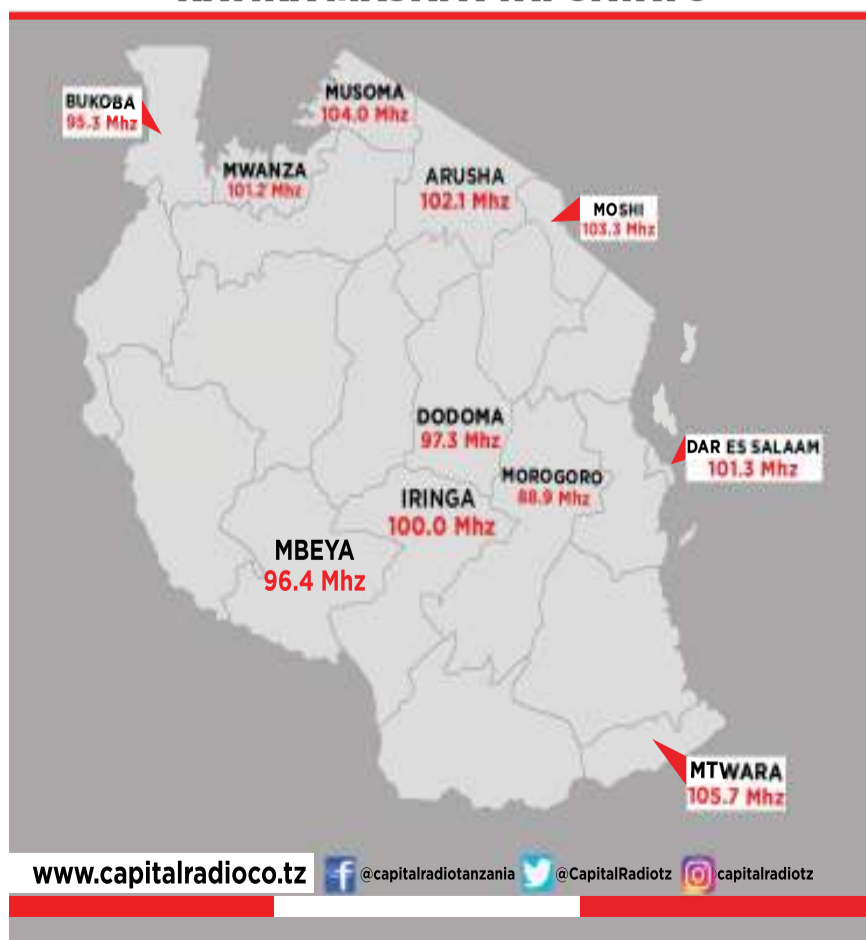 BUKOBA
95.3 Mhz
MUSOMA
104.0 Mhz
MWANZA
101.2 Mhz
ARUSHA
102.1 Mhz
MOSHI
103.3 Mhz
DODOMA
97.3 Mhz
DAR ES SALAAM
101.3 Mhz
MOROGORO
88.9 Mhz
IRINGA
100.0 Mhz
MBEYA
96.4 Mhz
MTWARA
105.7 Mhz
www.capitalradioco.tz @capitalradiotanzania @CapitalRadiotz capitalradiotz